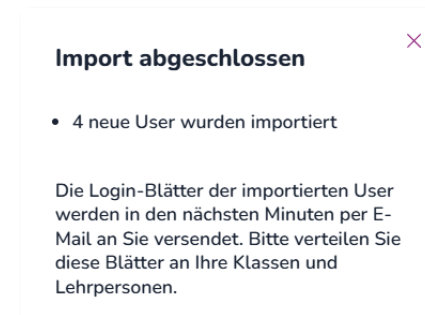 Import abgeschlossen
• 4 neue User wurden importiert
Die Login-Blätter der importierten User
werden in den nächsten Minuten per E-
Mail an Sie versendet. Bitte verteilen Sie
diese Blätter an Ihre Klassen und
Lehrpersonen.